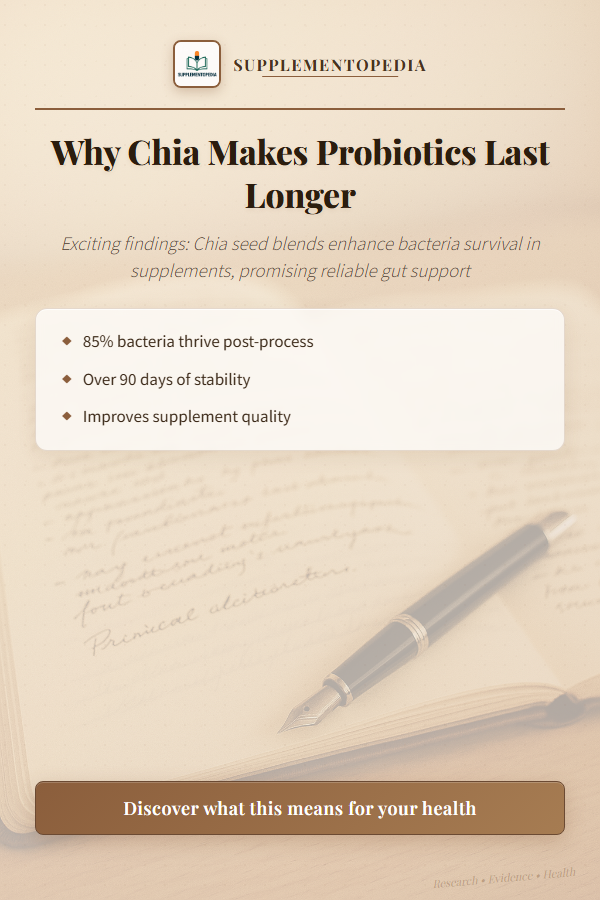 SUPPLEMENTOPEDIA
SUPPLEMENTOPEDIA
Why Chia Makes Probiotics Last
Longer
Exciting findings: Chia seed blends enhance bacteria survival in
supplements, promising reliable gut support
85% bacteria thrive post-process
Over 90 days of stability
Improves supplement quality
Discover what this means for your health
Research • Evidence • Health